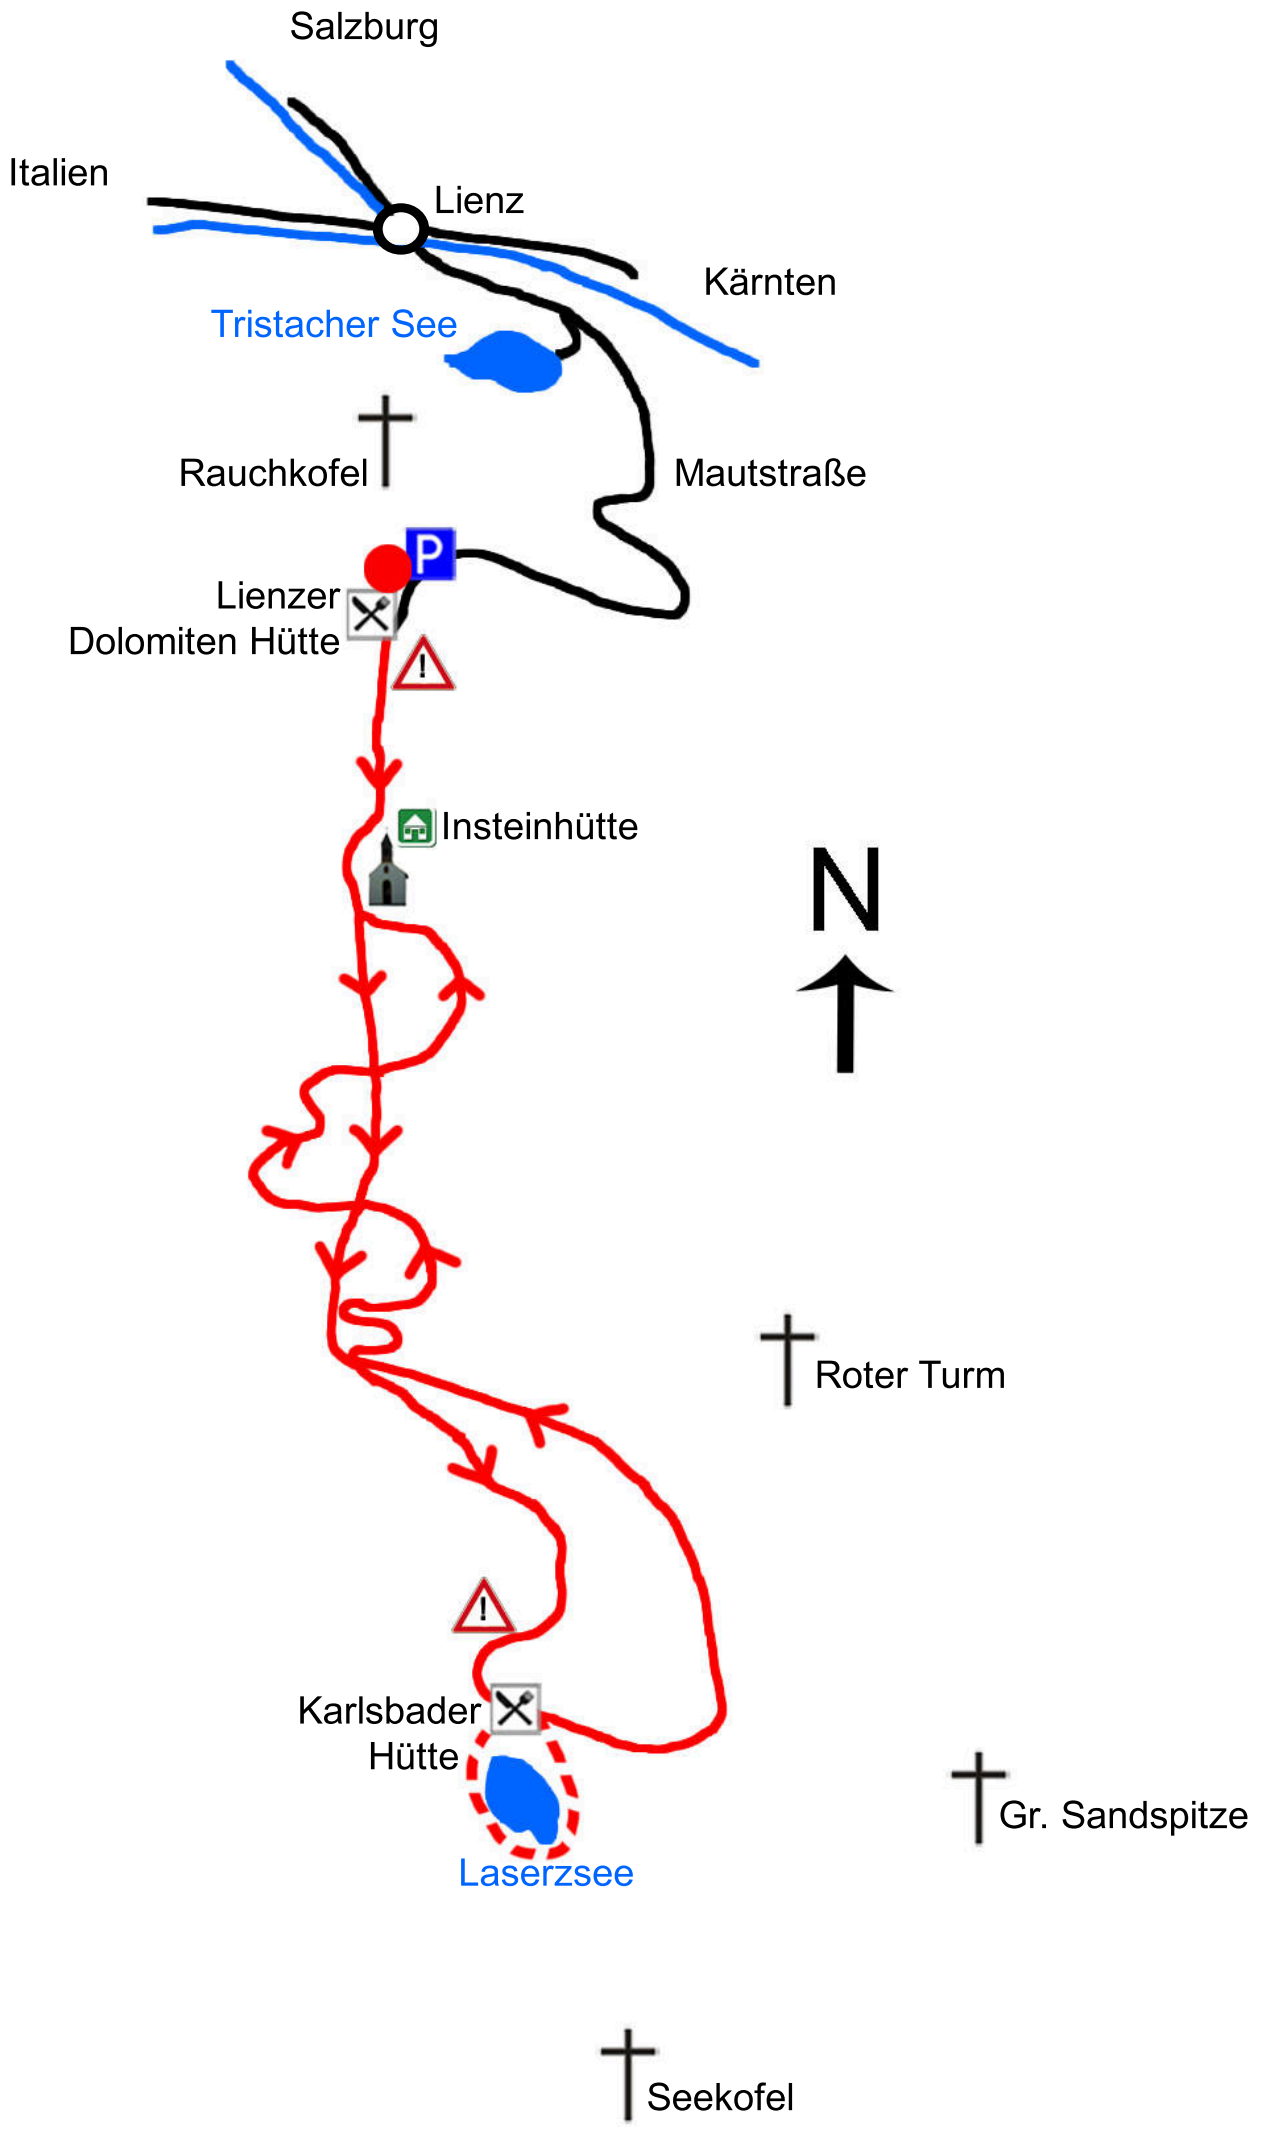 Salzburg
Italien
Lienz
Kärnten
Tristacher See
Rauchkofel
Mautstraße
P
Lienzer
Dolomiten Hütte
!
Insteinhütte
N
Roter Turm
!
Karlsbader
Hütte
Gr. Sandspitze
Laserzsee
Seekofel